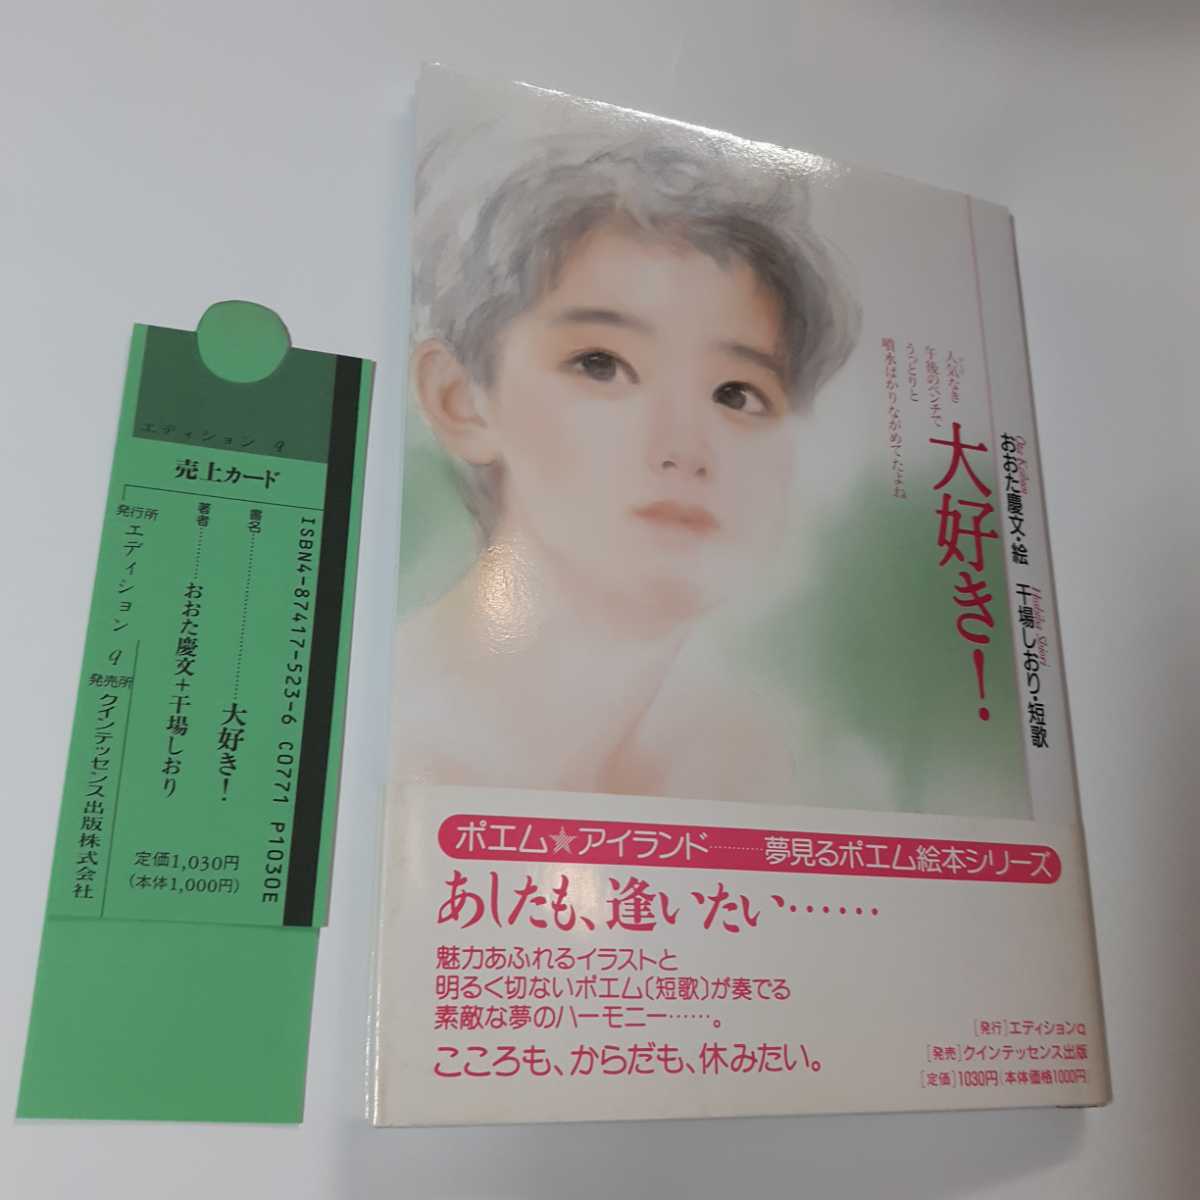 エディション q
売上カード
ISBN4-87417-523-6 C0771 P1030E
書名…………………大好き!
著者…………おおた慶文+干場しおり
発行所 エディション q
発売所 クインテッセンス出版株式会社
定価1,030円
(本体1,000円)
人気なき
午後のベンチで
うっとりと
噴水ばかりながめてたよね
大好き!
おおた慶文・絵 干場しおり・短歌
ポエム☆アイランド…………夢見るポエム絵本シリーズ
あしたも、逢いたい……
魅力あふれるイラストと
明るく切ないポエム〔短歌〕が奏でる
素敵な夢のハーモニー……。
こころも、からだも、休みたい。
[発行]エディションq
[発売]クインテッセンス出版
[定価]1030円(本体価格1000円)